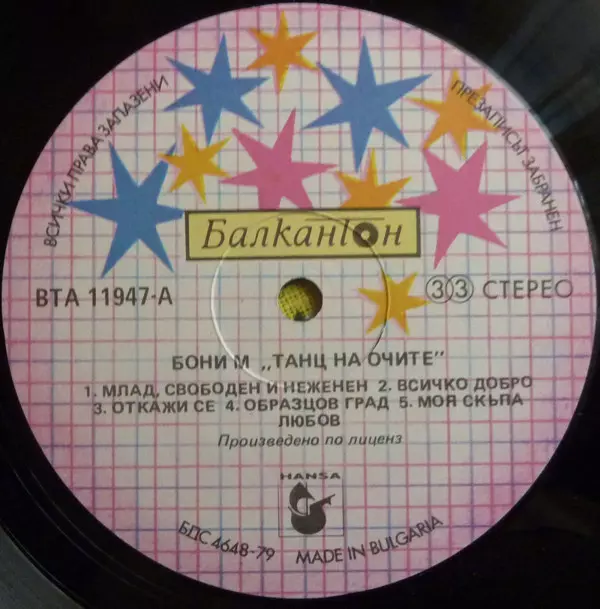 ВСИЧКИ ПРАВА ЗАПАЗЕНИ
ПРЕЗАПИСЪТ ЗАБРАНЕН
Балкантон
ВТА 11947-А
33 СТЕРЕО
БОНИ М „ТАНЦ НА ОЧИТЕ"
1. МЛАД, СВОБОДЕН И НЕЖЕНЕН 2. ВСИЧКО ДОБРО
3. ОТКАЖИ СЕ 4. ОБРАЗЦОВ ГРАД 5. МОЯ СКЪПА
ЛЮБОВ
Произведено по лиценз
HANSA
БДС 4648-79
MADE IN BULGARIA